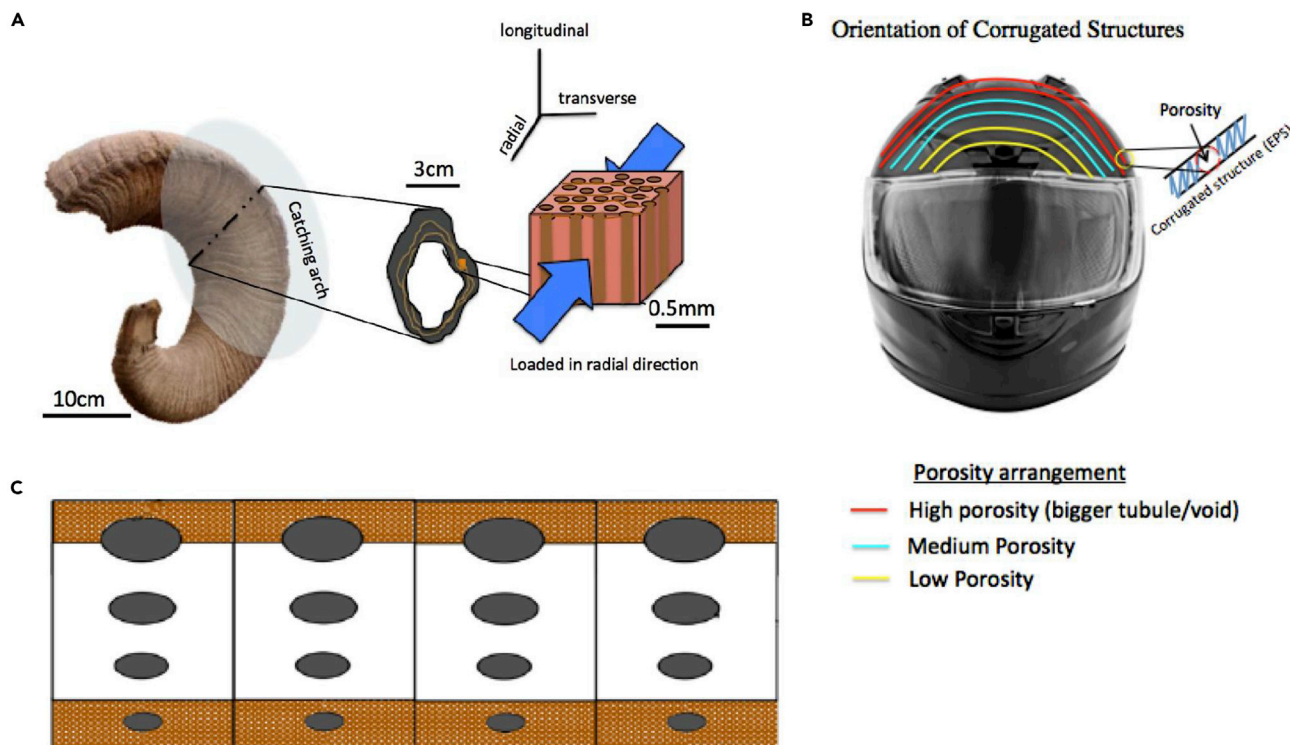 A
longitudinal
transverse
radial
3cm
Catching arch
0.5mm
Loaded in radial direction
10cm
B
Orientation of Corrugated Structures
Porosity
Corrugated structure (EPS)
Porosity arrangement
High porosity (bigger tubule/void)
Medium Porosity
Low Porosity
C